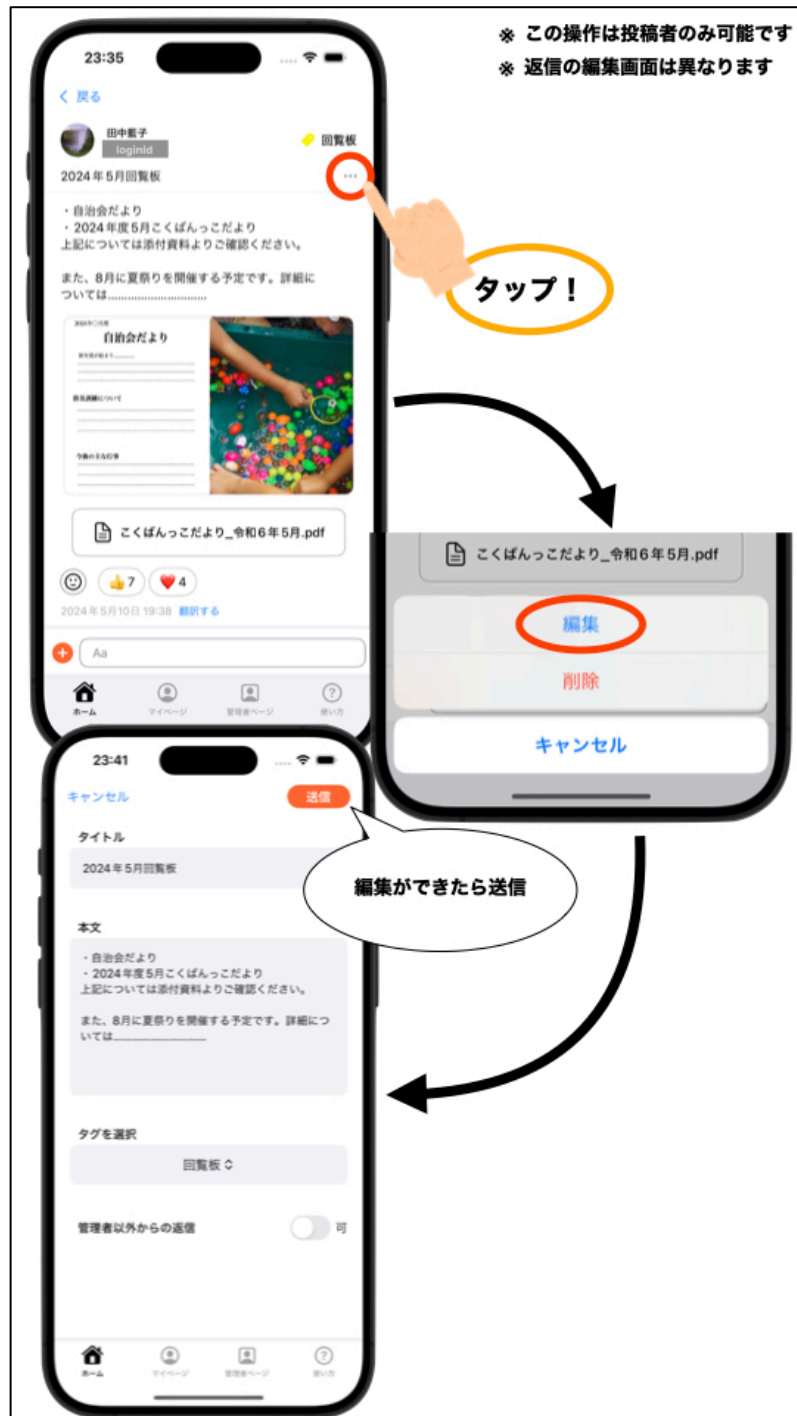 ※ この操作は投稿者のみ可能です
※ 返信の編集画面は異なります
23:35
戻る
田中藍子
loginId
回覧板
2024年5月回覧板
・自治会だより
・2024年度5月こくばんっこだより
上記については添付資料よりご確認ください。
また、8月に夏祭りを開催する予定です。詳細に
ついては..............................
タップ！
自治会だより
防災訓練について
今後の主な行事
こくばんっこだより_令和6年5月.pdf
7
4
2024年5月10日 19:38 翻訳する
Aa
ホーム
マイページ
管理者ページ
使い方
こくばんっこだより_令和6年5月.pdf
編集
削除
キャンセル
23:41
キャンセル
送信
編集ができたら送信
タイトル
2024年5月回覧板
本文
・自治会だより
・2024年度5月こくばんっこだより
上記については添付資料よりご確認ください。
また、8月に夏祭りを開催する予定です。詳細につ
いては..............................
タグを選択
回覧板
管理者以外からの返信
可
ホーム
マイページ
管理者ページ
使い方